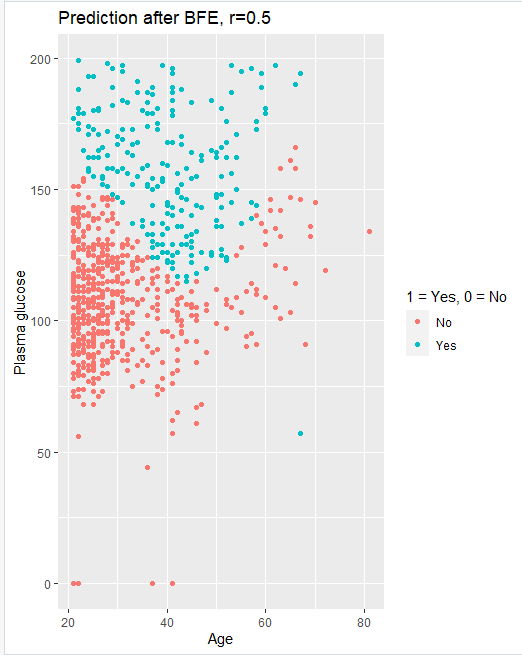 Prediction after BFE, r=0.5
200
150
100
50
0
Plasma glucose
20 40 60 80
Age
1 = Yes, 0 = No
No
Yes